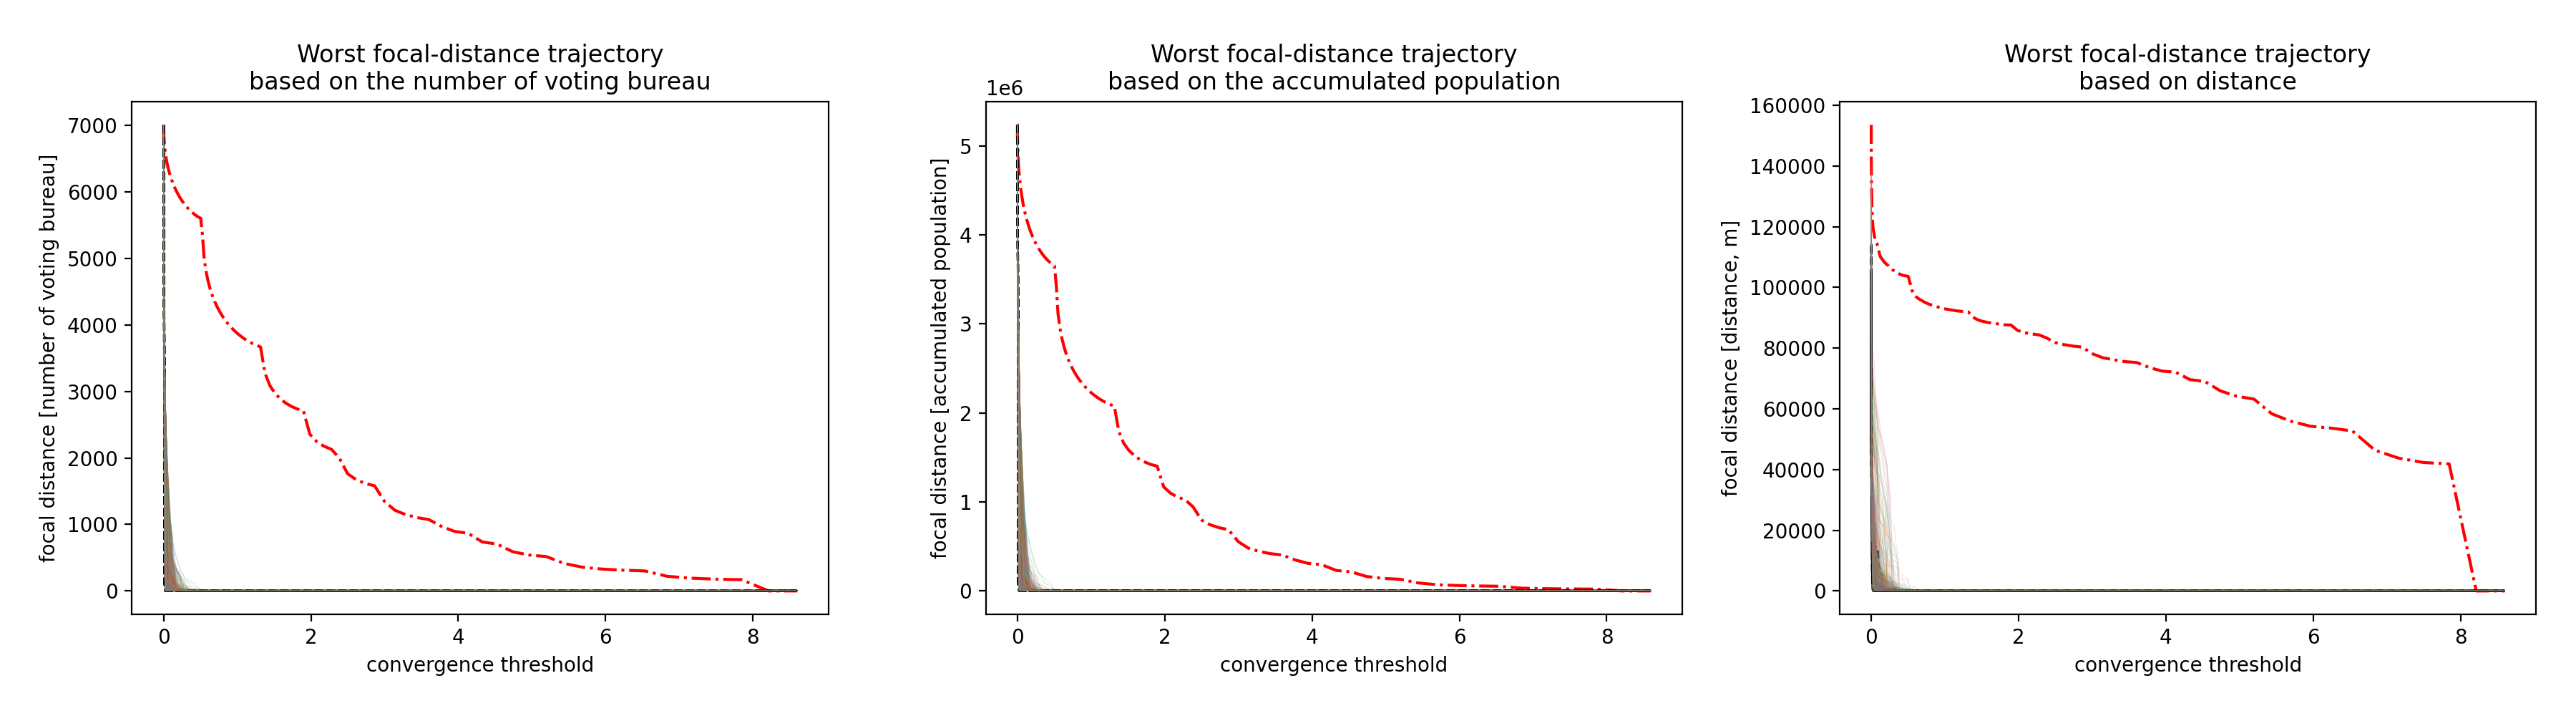 Worst focal-distance trajectory
based on the number of voting bureau
7000
6000
5000
4000
3000
2000
1000
0
focal distance [number of voting bureau]
0 2 4 6 8
convergence threshold
Worst focal-distance trajectory
based on the accumulated population
1e6
5
4
3
2
1
0
focal distance [accumulated population]
0 2 4 6 8
convergence threshold
Worst focal-distance trajectory
based on distance
160000
140000
120000
100000
80000
60000
40000
20000
0
focal distance [distance, m]
0 2 4 6 8
convergence threshold